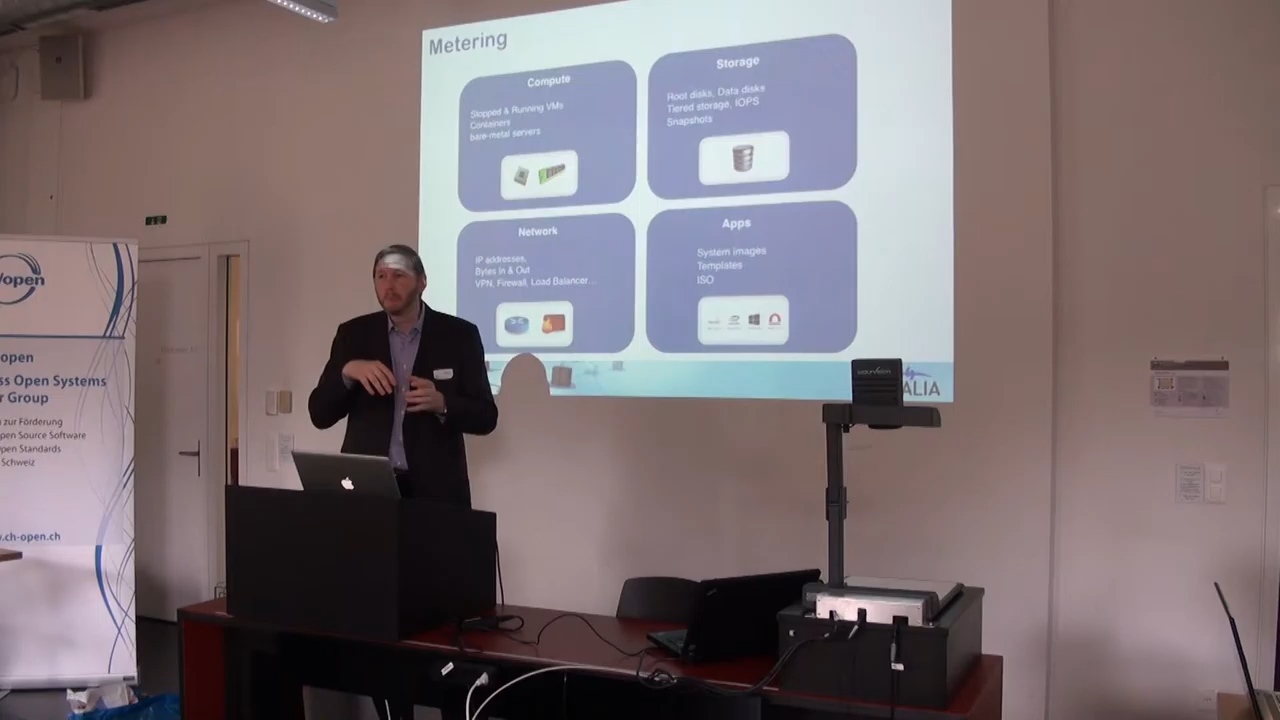 Metering
Compute
Stopped & Running VMs
Containers
bare-metal servers
Storage
Root disks, Data disks
Tiered storage, IOPS
Snapshots
Network
IP addresses,
Bytes In & Out
VPN, Firewall, Load Balancer...
Apps
System images
Templates
ISO
ALIA
/open
open
ss Open Systems
r Group
zur Förderung
pen Source Software
pen Standards
Schweiz
.ch-open.ch